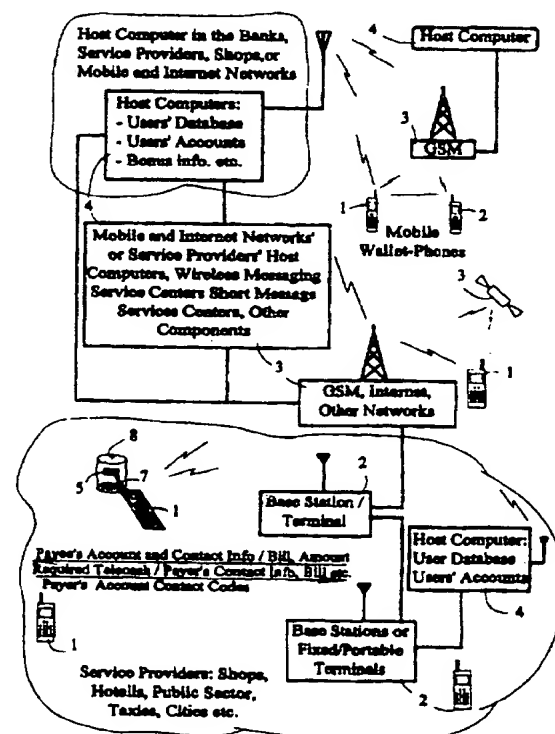 Host Computer in the Banks,
Service Providers, Shops,or
Mobile end Internet Networks
Host Computers:
- Users' Database
- Users' Accounts
- Bonus info. etc.
4
4
Host Computer
3
GSM
1
2
Mobile
Wallet-Phones
Mobile and Internet Networks'
or Service Providers' Host
Computers, Wireless Messaging
Service Centers Short Messag
Services Centers, Other
Components
3
3
1
GSM, Internet,
Other Networks
8
5
7
1
2
Base Station /
Terminal
Host Computer:
User Database
Users' Accounts
4
Payer's Account and Contact Info / Bill, Amount
Required Telecash / Payer's Contact Info, Bill etc.
Payer's Account Contact Codes
1
Base Stations or
Fixed/Portable
Terminals
2
Service Providers: Shops,
Hotells, Public Sector,
Taxies, Cities etc.